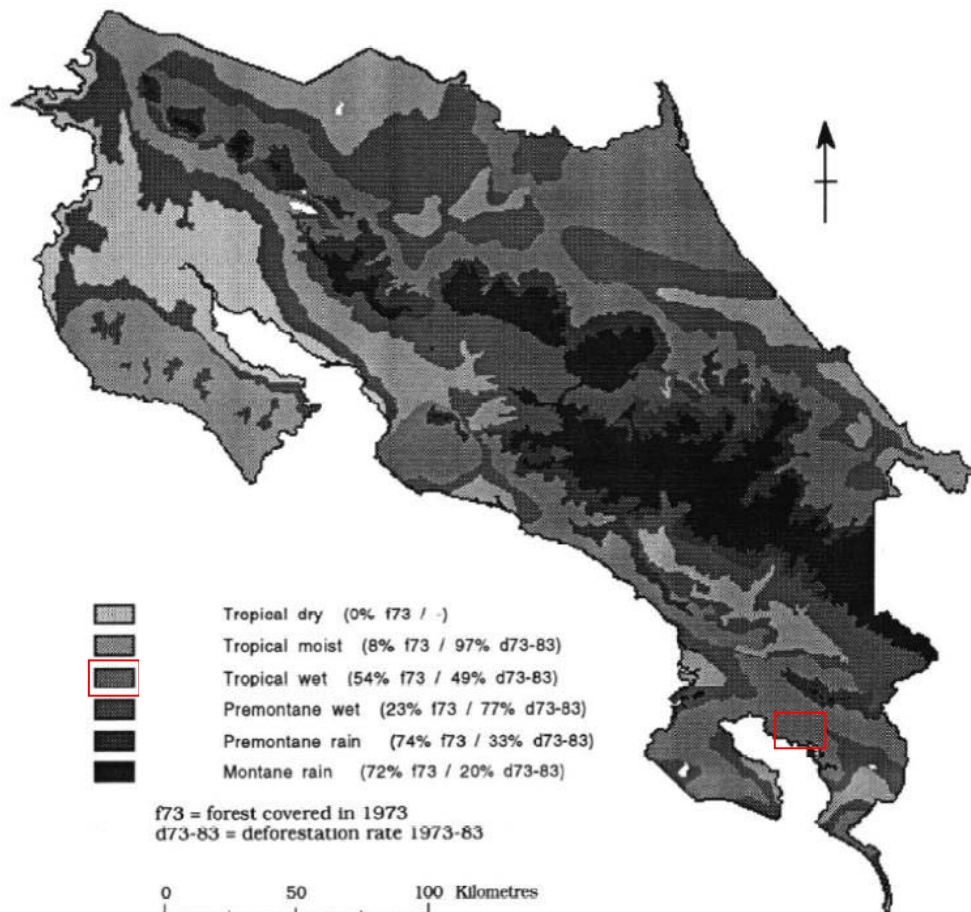 Tropical dry (0% f73 / -)
Tropical moist (8% f73 / 97% d73-83)
Tropical wet (54% f73 / 49% d73-83)
Premontane wet (23% f73 / 77% d73-83)
Premontane rain (74% f73 / 33% d73-83)
Montane rain (72% f73 / 20% d73-83)
f73 = forest covered in 1973
d73-83 = deforestation rate 1973-83
0 50 100 Kilometres